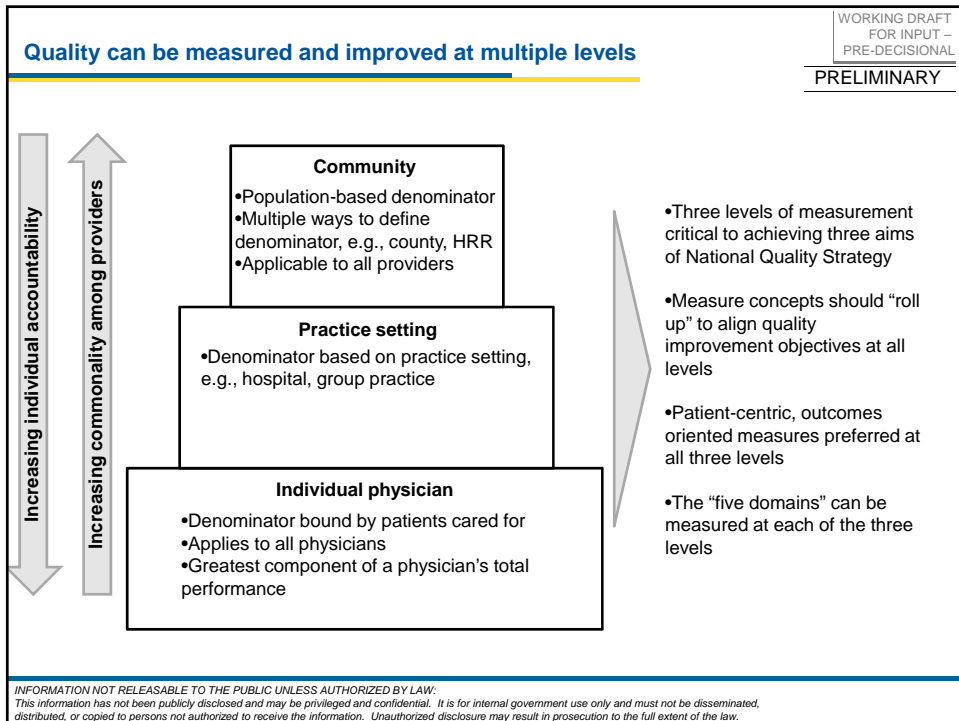 Quality can be measured and improved at multiple levels
WORKING DRAFT
FOR INPUT –
PRE-DECISIONAL
PRELIMINARY
Increasing individual accountability
Increasing commonality among providers
Community
•Population-based denominator
•Multiple ways to define
denominator, e.g., county, HRR
•Applicable to all providers
Practice setting
•Denominator based on practice setting,
e.g., hospital, group practice
Individual physician
•Denominator bound by patients cared for
•Applies to all physicians
•Greatest component of a physician's total
performance
•Three levels of measurement
critical to achieving three aims
of National Quality Strategy
•Measure concepts should “roll
up” to align quality
improvement objectives at all
levels
•Patient-centric, outcomes
oriented measures preferred at
all three levels
•The “five domains” can be
measured at each of the three
levels
INFORMATION NOT RELEASABLE TO THE PUBLIC UNLESS AUTHORIZED BY LAW:
This information has not been publicly disclosed and may be privileged and confidential. It is for internal government use only and must not be disseminated,
distributed, or copied to persons not authorized to receive the information. Unauthorized disclosure may result in prosecution to the full extent of the law.